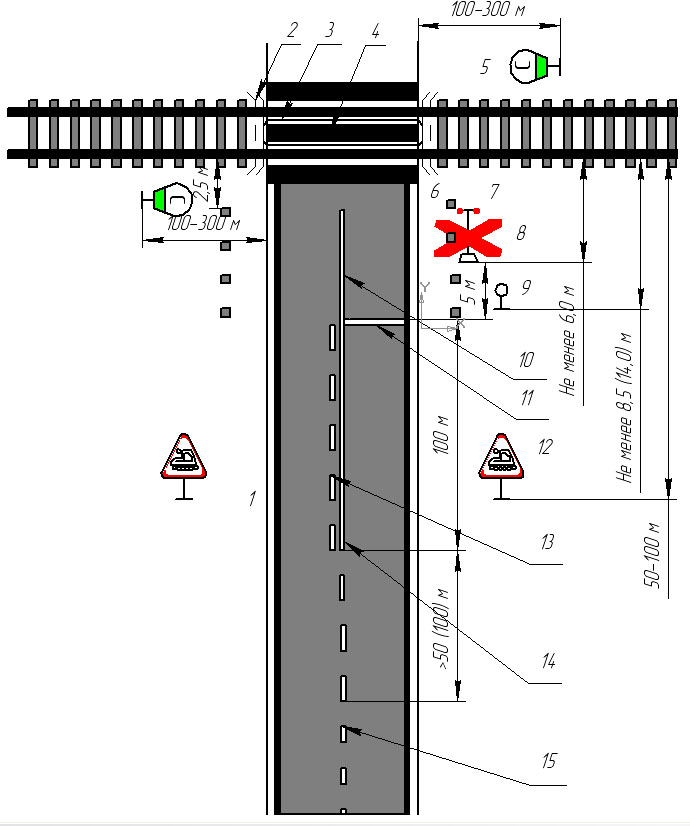 100-300 м
2
3
4
5
С
2,5 м
С
100-300 м
6
7
8
9
5 м
Y
X
10
11
Не менее 6,0 м
Не менее 8,5 (14,0) м
100 м
12
1
13
50-100 м
>50 (100) м
14
15